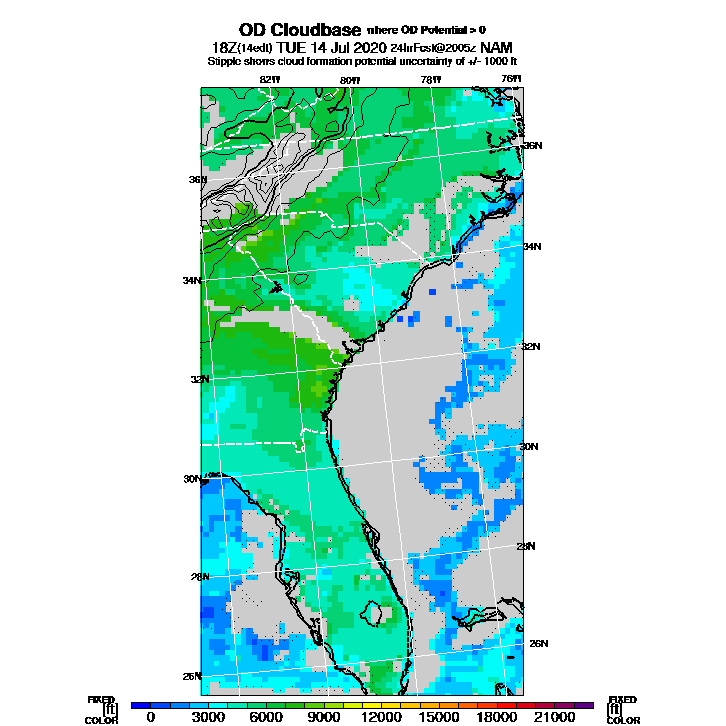 OD Cloudbase where OD Potential > 0
18Z(14edt) TUE 14 Jul 2020 24hrFcst@2005z NAM
Stipple shows cloud formation potential uncertainty of +/- 1000 ft
82W 80W 78W 76W
36N 36N
34N 34N
32N 32N
30N 30N
28N 28N
26N 26N
FIXED FIXED
[ft] 0 3000 6000 9000 12000 15000 18000 21000 [ft]
COLOR COLOR